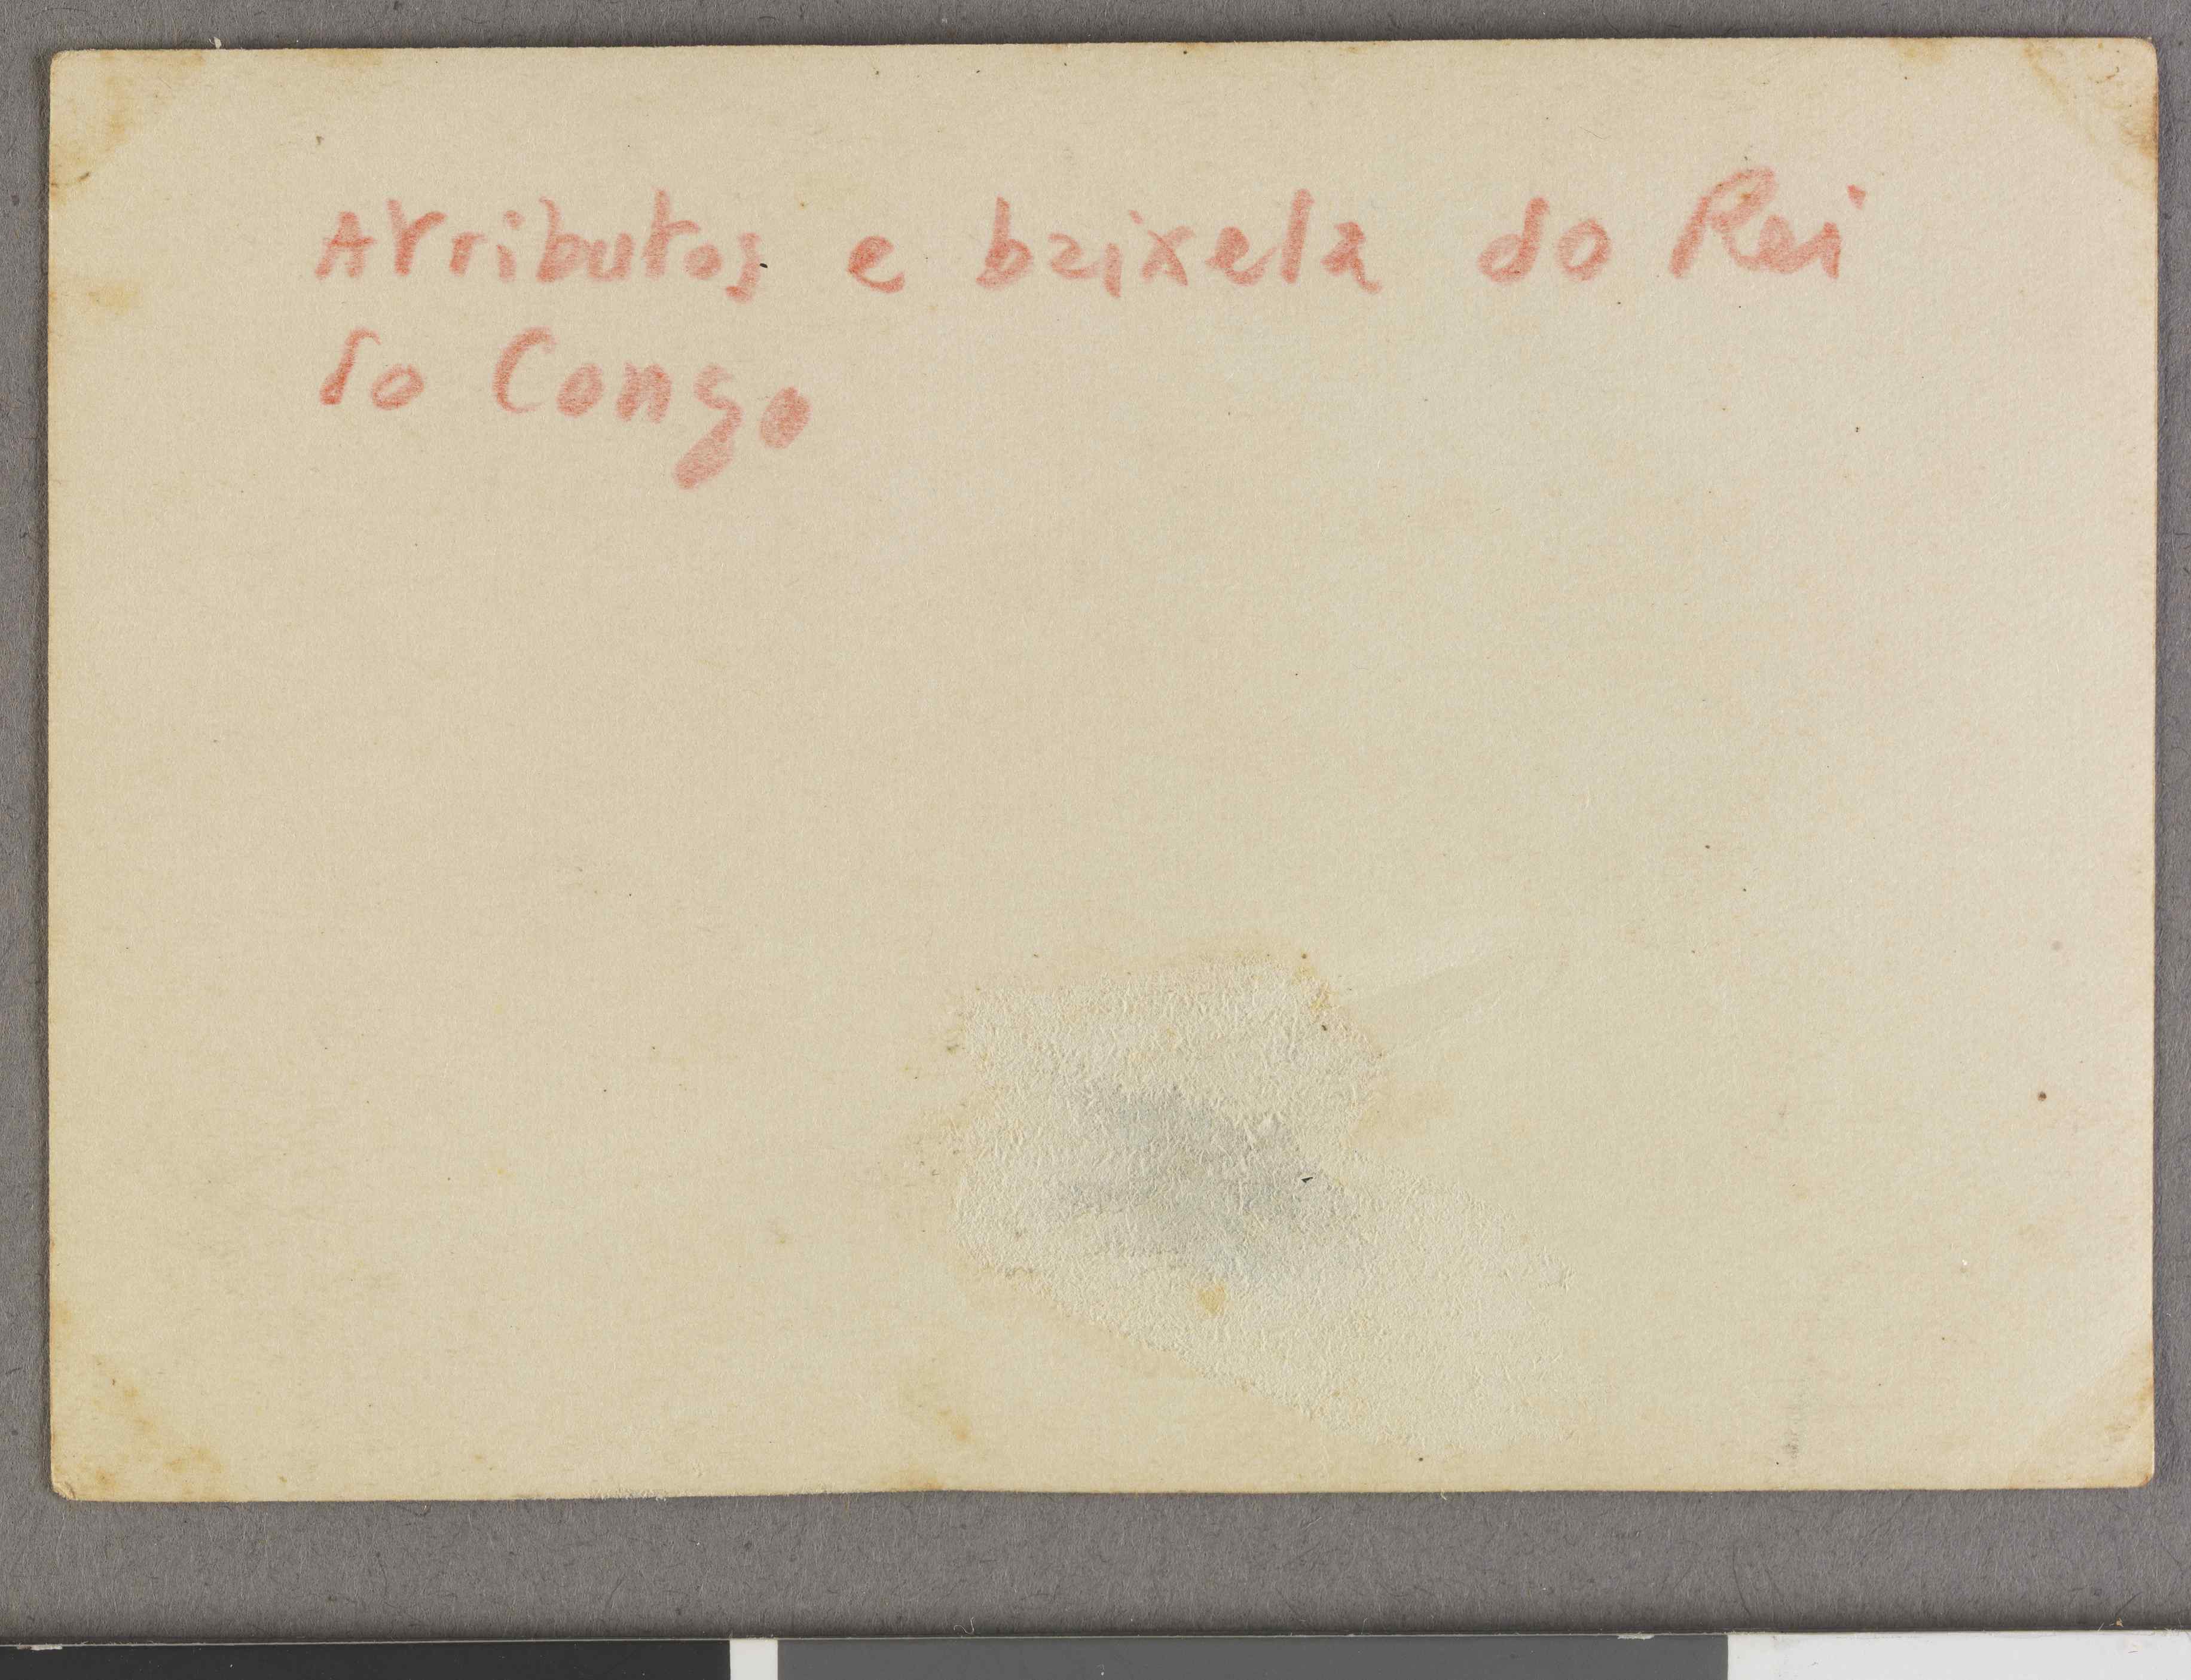 Atributos e baixela do Rei
do Congo